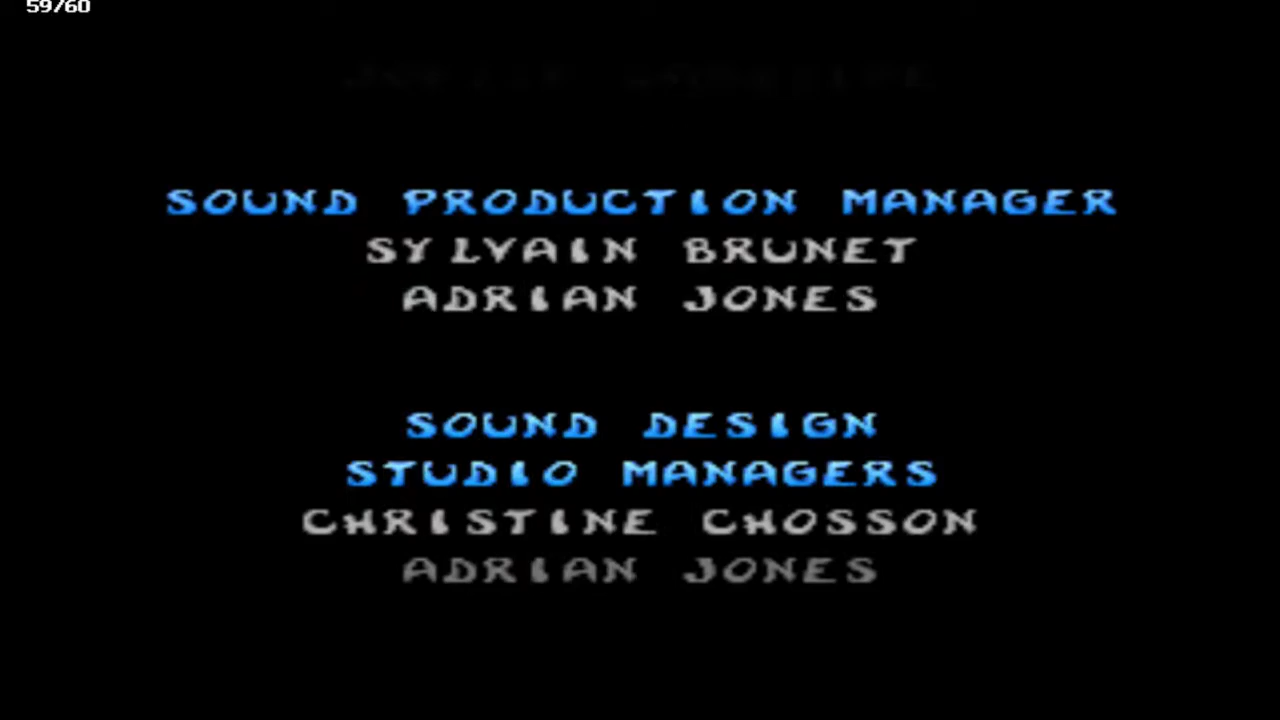 59/60
SOUND PRODUCTION MANAGER
SYLVAIN BRUNET
ADRIAN JONES
SOUND DESIGN
STUDIO MANAGERS
CHRISTINE CHOSSON
ADRIAN JONES